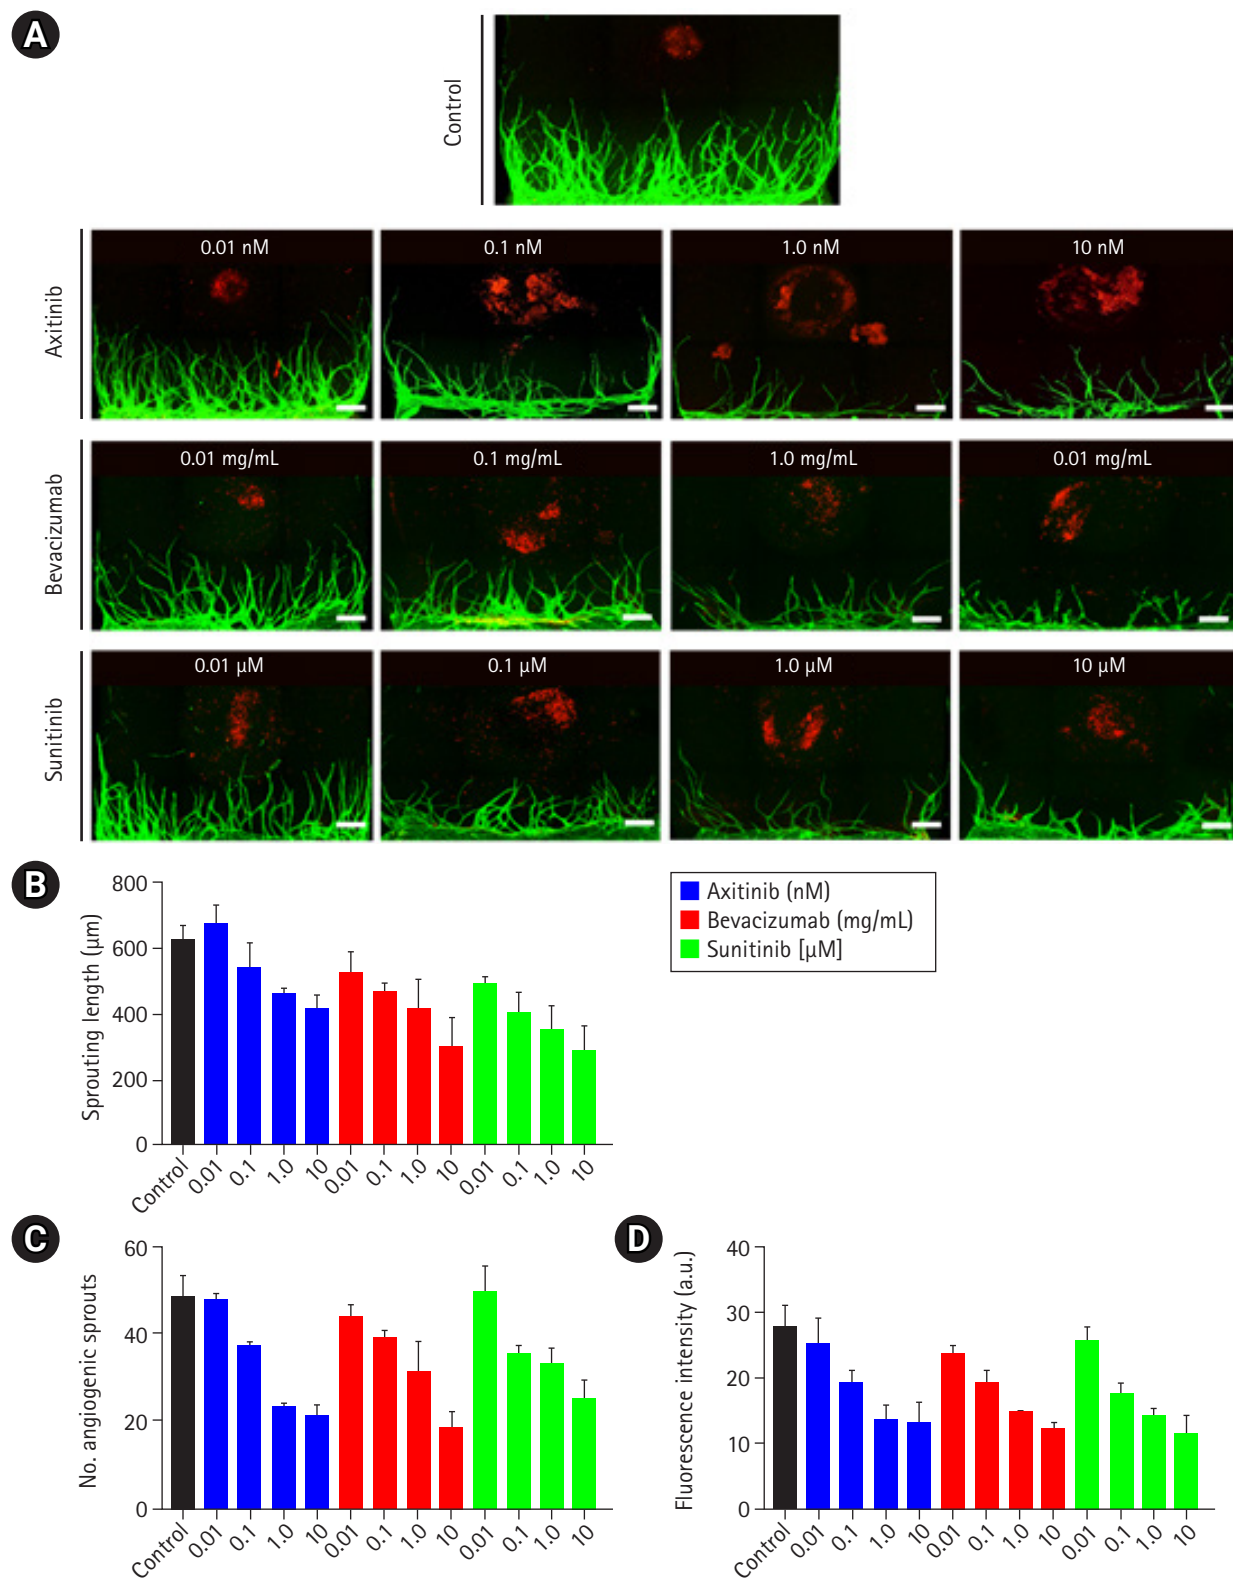 A
Control
Axitinib
0.01 nM
0.1 nM
1.0 nM
10 nM
Bevacizumab
0.01 mg/mL
0.1 mg/mL
1.0 mg/mL
0.01 mg/mL
Sunitinib
0.01 µM
0.1 µM
1.0 µM
10 µM
B
Sprouting length (µm)
800
600
400
200
0
Control
0.01
0.1
1.0
10
0.01
0.1
1.0
10
0.01
0.1
1.0
10
Axitinib (nM)
Bevacizumab (mg/mL)
Sunitinib [µM]
C
No. angiogenic sprouts
60
40
20
0
Control
0.01
0.1
1.0
10
0.01
0.1
1.0
10
0.01
0.1
1.0
10
D
Fluorescence intensity (a.u.)
40
30
20
10
0
Control
0.01
0.1
1.0
10
0.01
0.1
1.0
10
0.01
0.1
1.0
10